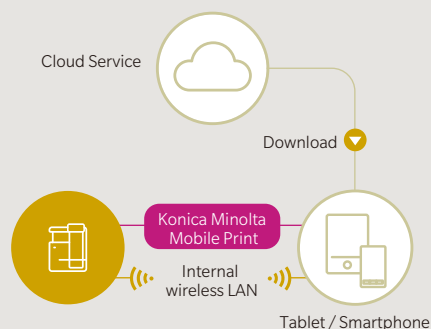 Cloud Service
Download
Konica Minolta
Mobile Print
Internal
wireless LAN
Tablet / Smartphone